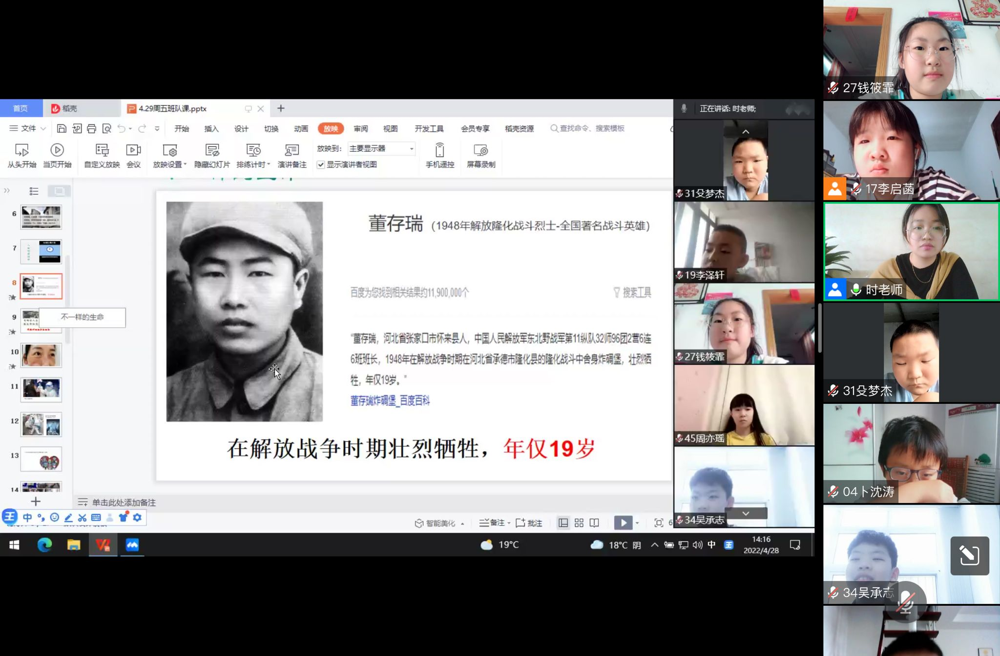 首页
稻壳
4.29周五班队课.pptx
文件
开始
插入
设计
切换
动画
放映
审阅
视图
开发工具
会员专享
稻壳资源
查找命令、搜索模板
从头开始
当页开始
自定义放映
会议
放映设置
隐藏幻灯片
排练计时
演讲备注
放映到：
主要显示器
显示演讲者视图
手机遥控
屏幕录制
6
7
8
9
10
11
12
13
14
不一样的生命
董存瑞（1948年解放隆化战斗烈士-全国著名战斗英雄）
百度为您找到相关结果约11,900,000个
搜索工具
“董存瑞，河北省张家口市怀来县人，中国人民解放军东北野战军第11纵队32师96团2营6连
6班班长，1948年在解放战争时期在河北省承德市隆化县的隆化战斗中舍身炸碉堡，壮烈牺
牲，年仅19岁。”
董存瑞炸碉堡_百度百科
在解放战争时期壮烈牺牲，年仅19岁
单击此处添加备注
中
智能美化
备注
批注
6
19°C
18°C 阴
中
14:16
2022/4/28
正在讲话: 时老师;
31殳梦杰
19李泽轩
27钱筱霏
45周亦瑶
34吴承志
27钱筱霏
17李启菡
时老师
31殳梦杰
04卜沈涛
34吴承志